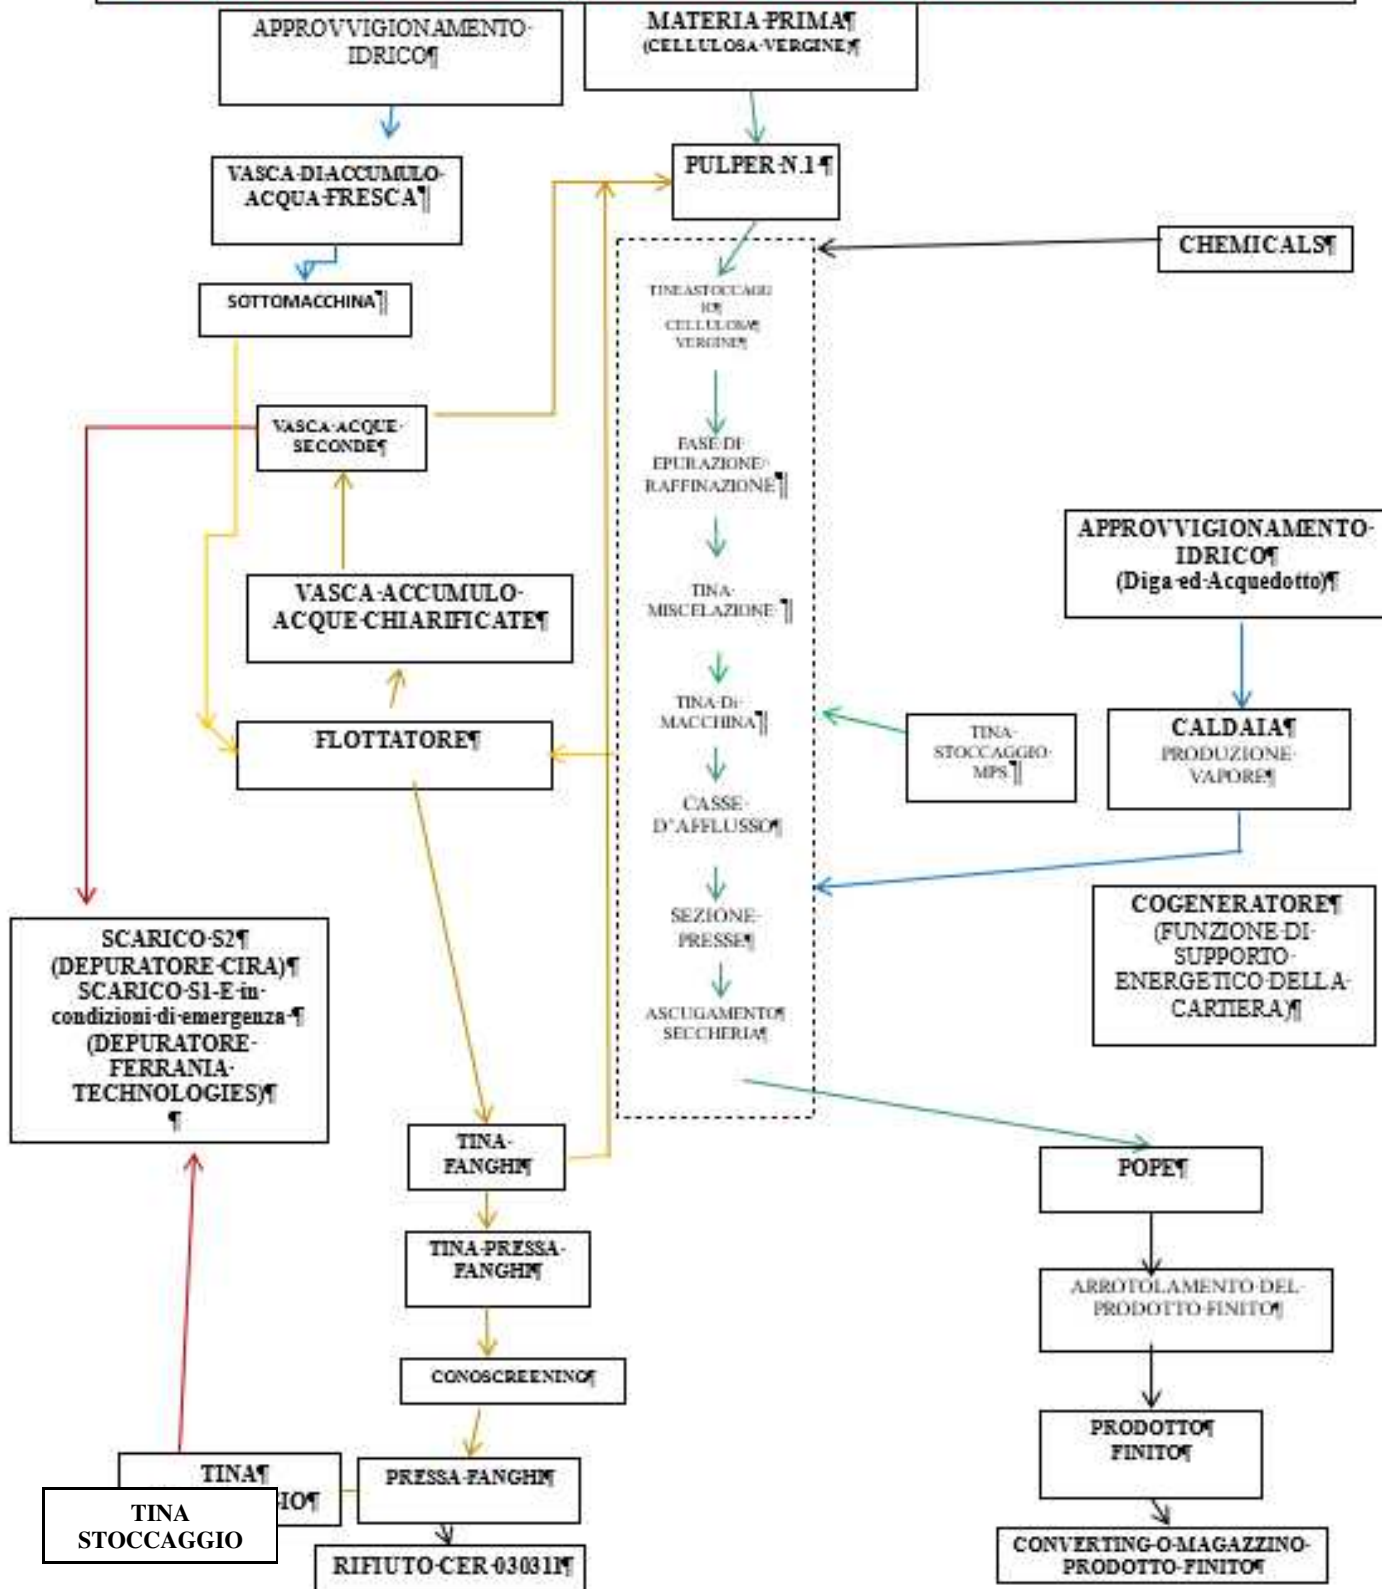 APPROVVIGIONAMENTO·
IDRICO¶
MATERIA·PRIMA¶
(CELLULOSA·VERGINE)¶
VASCA·DI·ACCUMULO·
ACQUA·FRESCA¶
PULPER·N.1·¶
CHEMICALS¶
SOTTOMACCHINA¶
TINE·A·STOCCAGG
IO¶
CELLULOSA¶
VERGINE¶
VASCA·ACQUE·
SECONDE¶
FASE·DI·
EPURAZIONE/·
RAFFINAZIONE¶
APPROVVIGIONAMENTO·
IDRICO¶
(Diga·ed·Acquedotto)¶
VASCA·ACCUMULO·
ACQUE·CHIARIFICATE¶
TINA·
MISCELAZIONE·¶
FLOTTATORE¶
TINA·Di·
MACCHINA¶
TINA·
STOCCAGGIO·
MPS¶
CALDAIA¶
PRODUZIONE·
VAPORE¶
CASSE·
D'AFFLUSSO¶
SEZIONE·
PRESSE¶
COGENERATORE¶
(FUNZIONE·DI·
SUPPORTO·
ENERGETICO·DELLA·
CARTIERA)¶
SCARICO·S2¶
(DEPURATORE·CIRA)¶
SCARICO·S1·E·in·
condizioni·di·emergenza·¶
(DEPURATORE·
FERRANIA·
TECHNOLOGIES)¶
¶
ASCUGAMENTO¶
SECCHERIA¶
TINA·
FANGHI¶
POPE¶
TINA·PRESSA·
FANGHI¶
ARROTOLAMENTO·DEL·
PRODOTTO·FINITO¶
CONOSCREENING¶
PRODOTTO¶
FINITO¶
TINA¶
IO¶
TINA
STOCCAGGIO
PRESSA·FANGHI¶
RIFIUTO·CER·030311¶
CONVERTING·O·MAGAZZINO·
PRODOTTO·FINITO¶